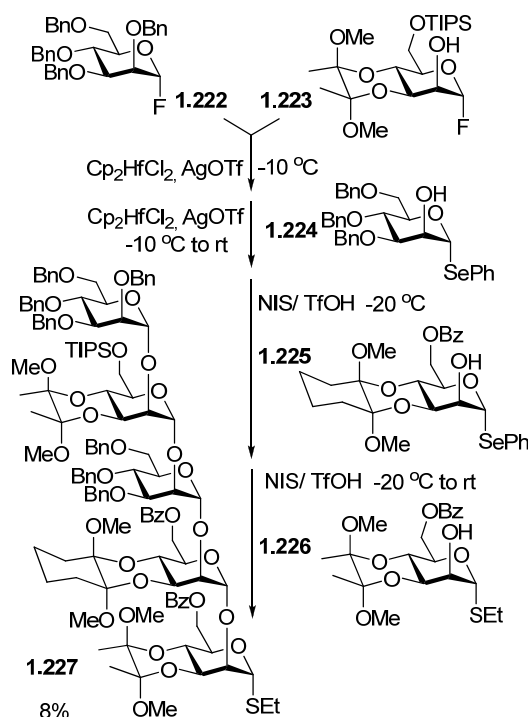 OTIPS
BnO OBn MeO OH
BnO O O O
BnO O
F OMe F
1.222 1.223
Cp2HfCl2, AgOTf -10 °C
Cp2HfCl2, AgOTf
-10 °C to rt
1.224
BnO OH
BnO O
BnO
SePh
BnO OBn
BnO O
BnO
NIS/ TfOH -20 °C
TIPSO O
1.225
OBz
MeO OH
O O
O
OMe
SePh
MeO O O
O
OMe
BnO O
BnO O
BnO
NIS/ TfOH -20 °C to rt
MeO BzO O
1.226
OBz
MeO OH
O O
O
OMe
SEt
O O
O
MeO OMe BzO O
O O
O
OMe
SEt
1.227
8%